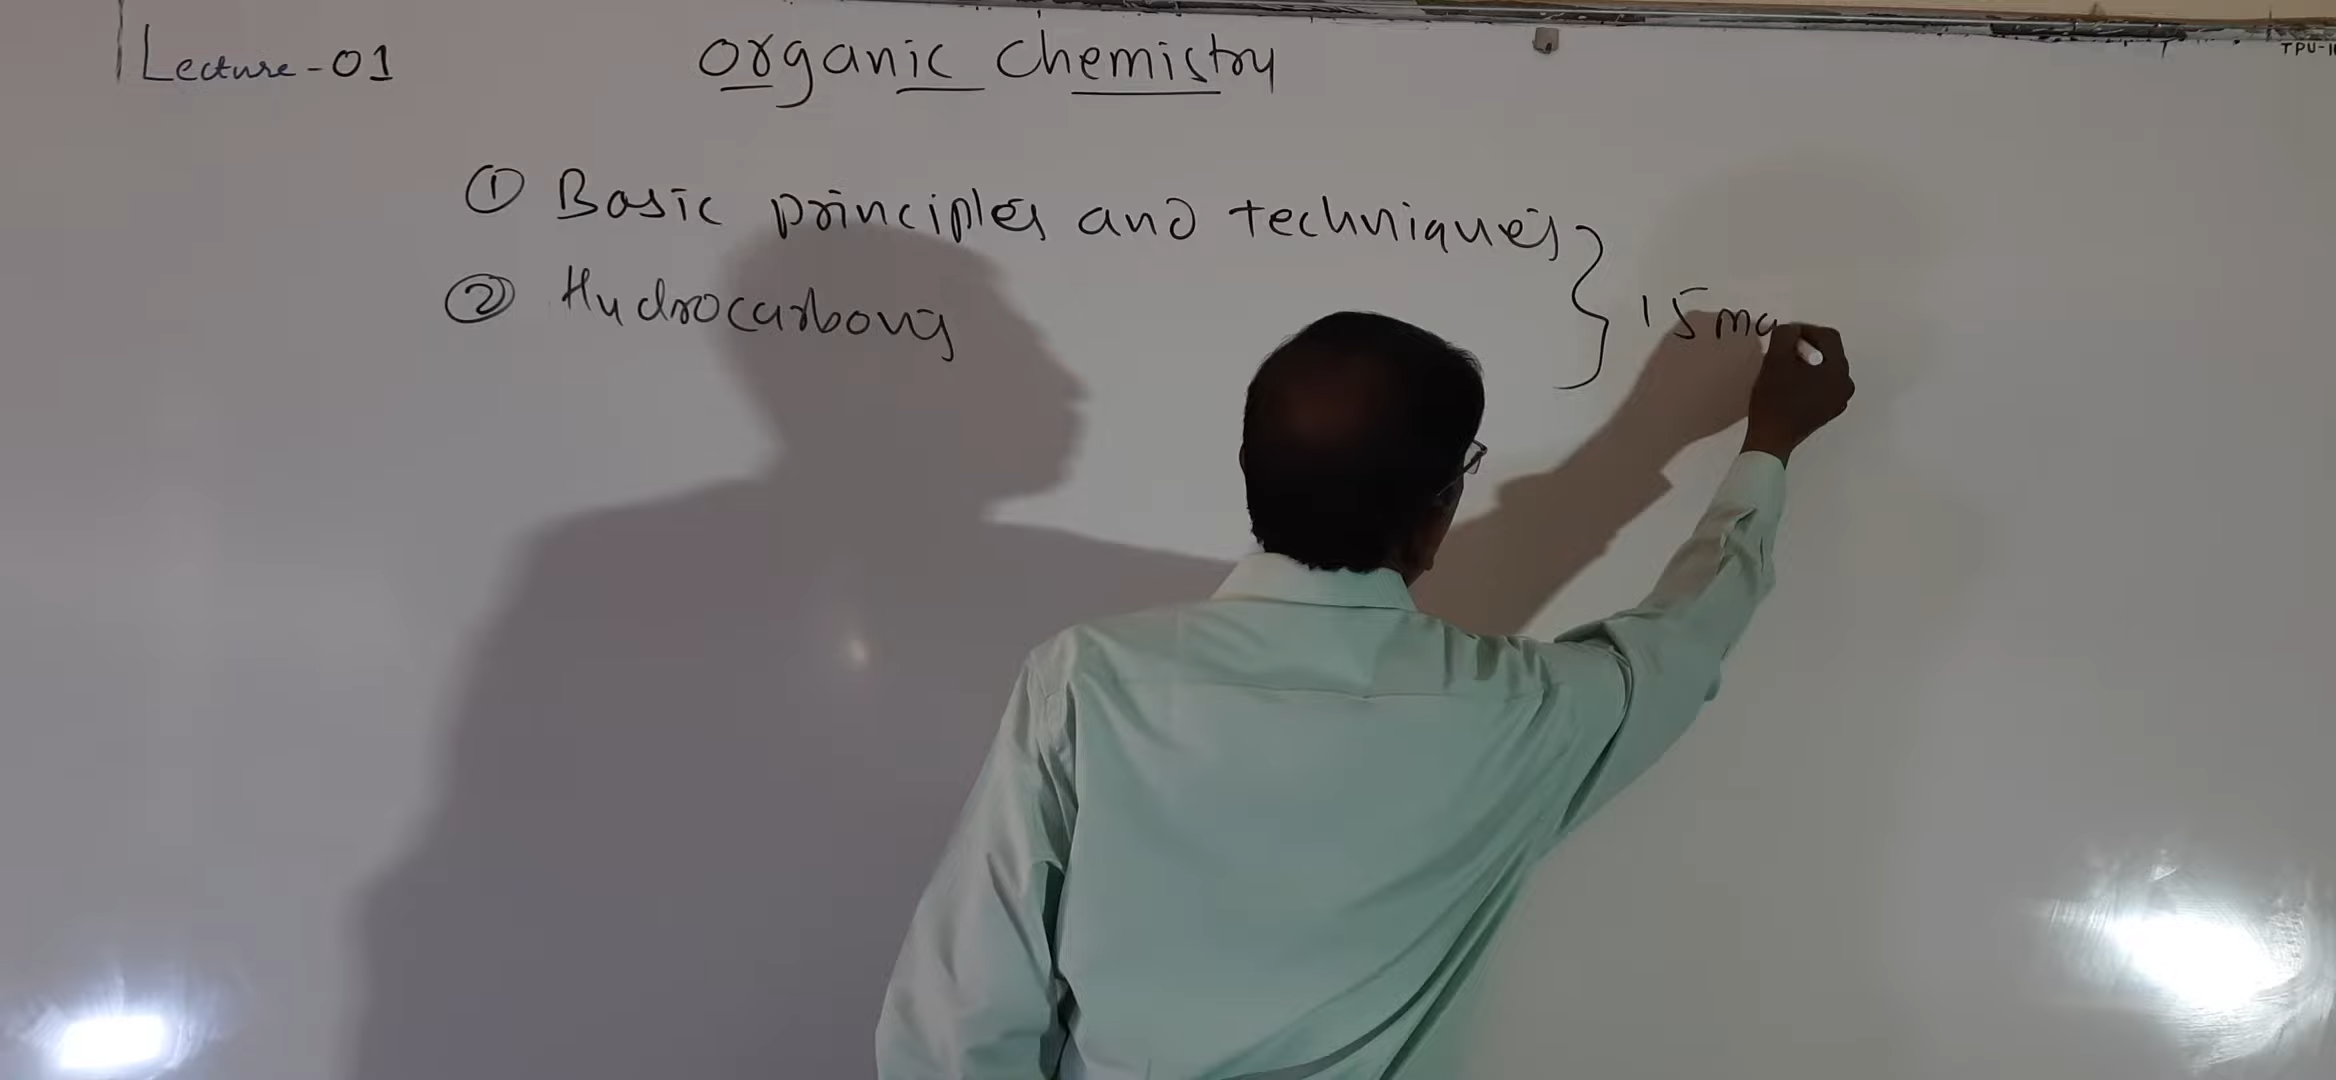 Lecture-01
Organic Chemistry
TPU-
① Basic principles and techniques
② Hydrocarbons
15 ma